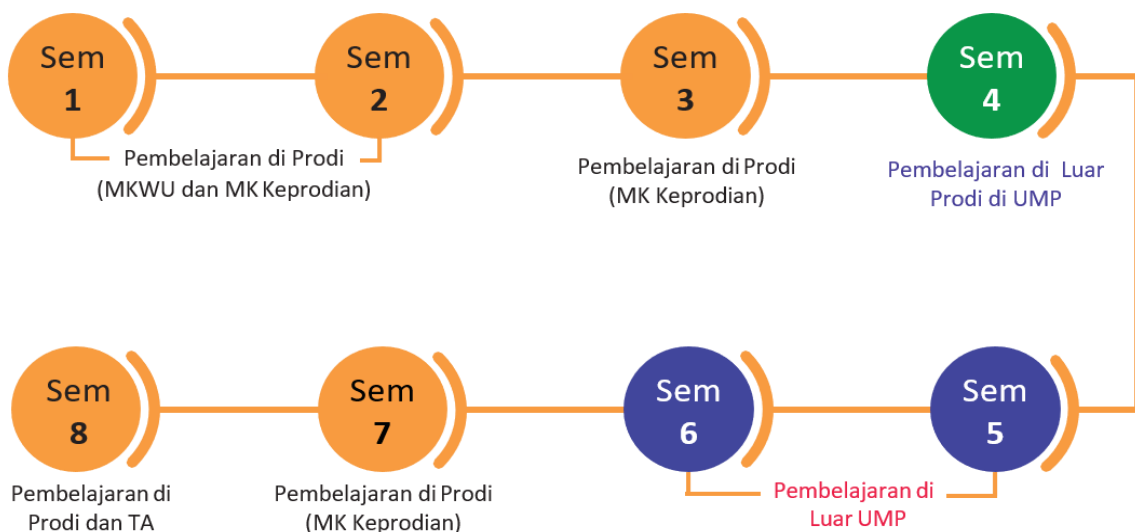 Sem
1
Sem
2
Sem
3
Sem
4
Pembelajaran di Prodi
(MKWU dan MK Keprodian)
Pembelajaran di Prodi
(MK Keprodian)
Pembelajaran di Luar
Prodi di UMP
Sem
8
Sem
7
Sem
6
Sem
5
Pembelajaran di
Prodi dan TA
Pembelajaran di Prodi
(MK Keprodian)
Pembelajaran di
Luar UMP